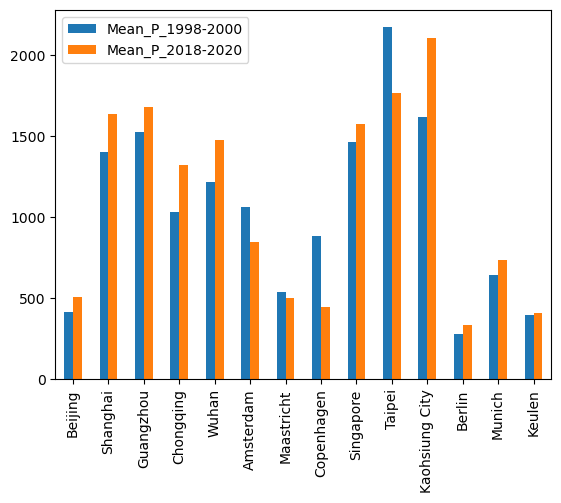 Mean_P_1998-2000
Mean_P_2018-2020
2000
1500
1000
500
0
Beijing
Shanghai
Guangzhou
Chongqing
Wuhan
Amsterdam
Maastricht
Copenhagen
Singapore
Taipei
Kaohsiung City
Berlin
Munich
Keulen